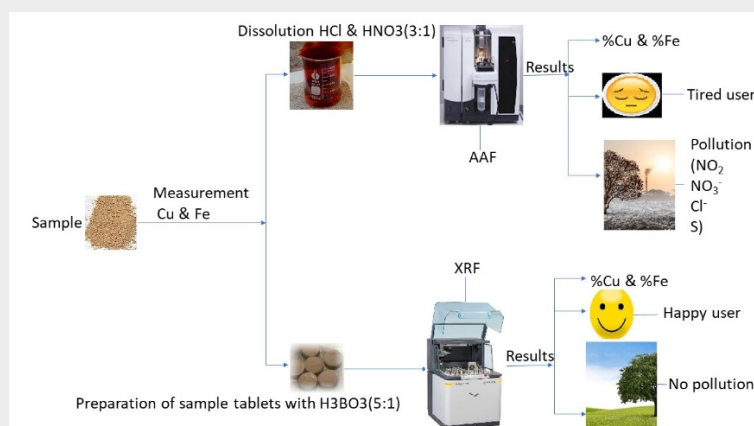 Dissolution HCl & HNO3(3:1)
%Cu & %Fe
Results
Tired user
AAF
Pollution
(NO₂
NO₃⁻
Cl⁻
S)
Measurement
Cu & Fe
Sample
XRF
%Cu & %Fe
Happy user
Results
No pollution
Preparation of sample tablets with H3BO3(5:1)